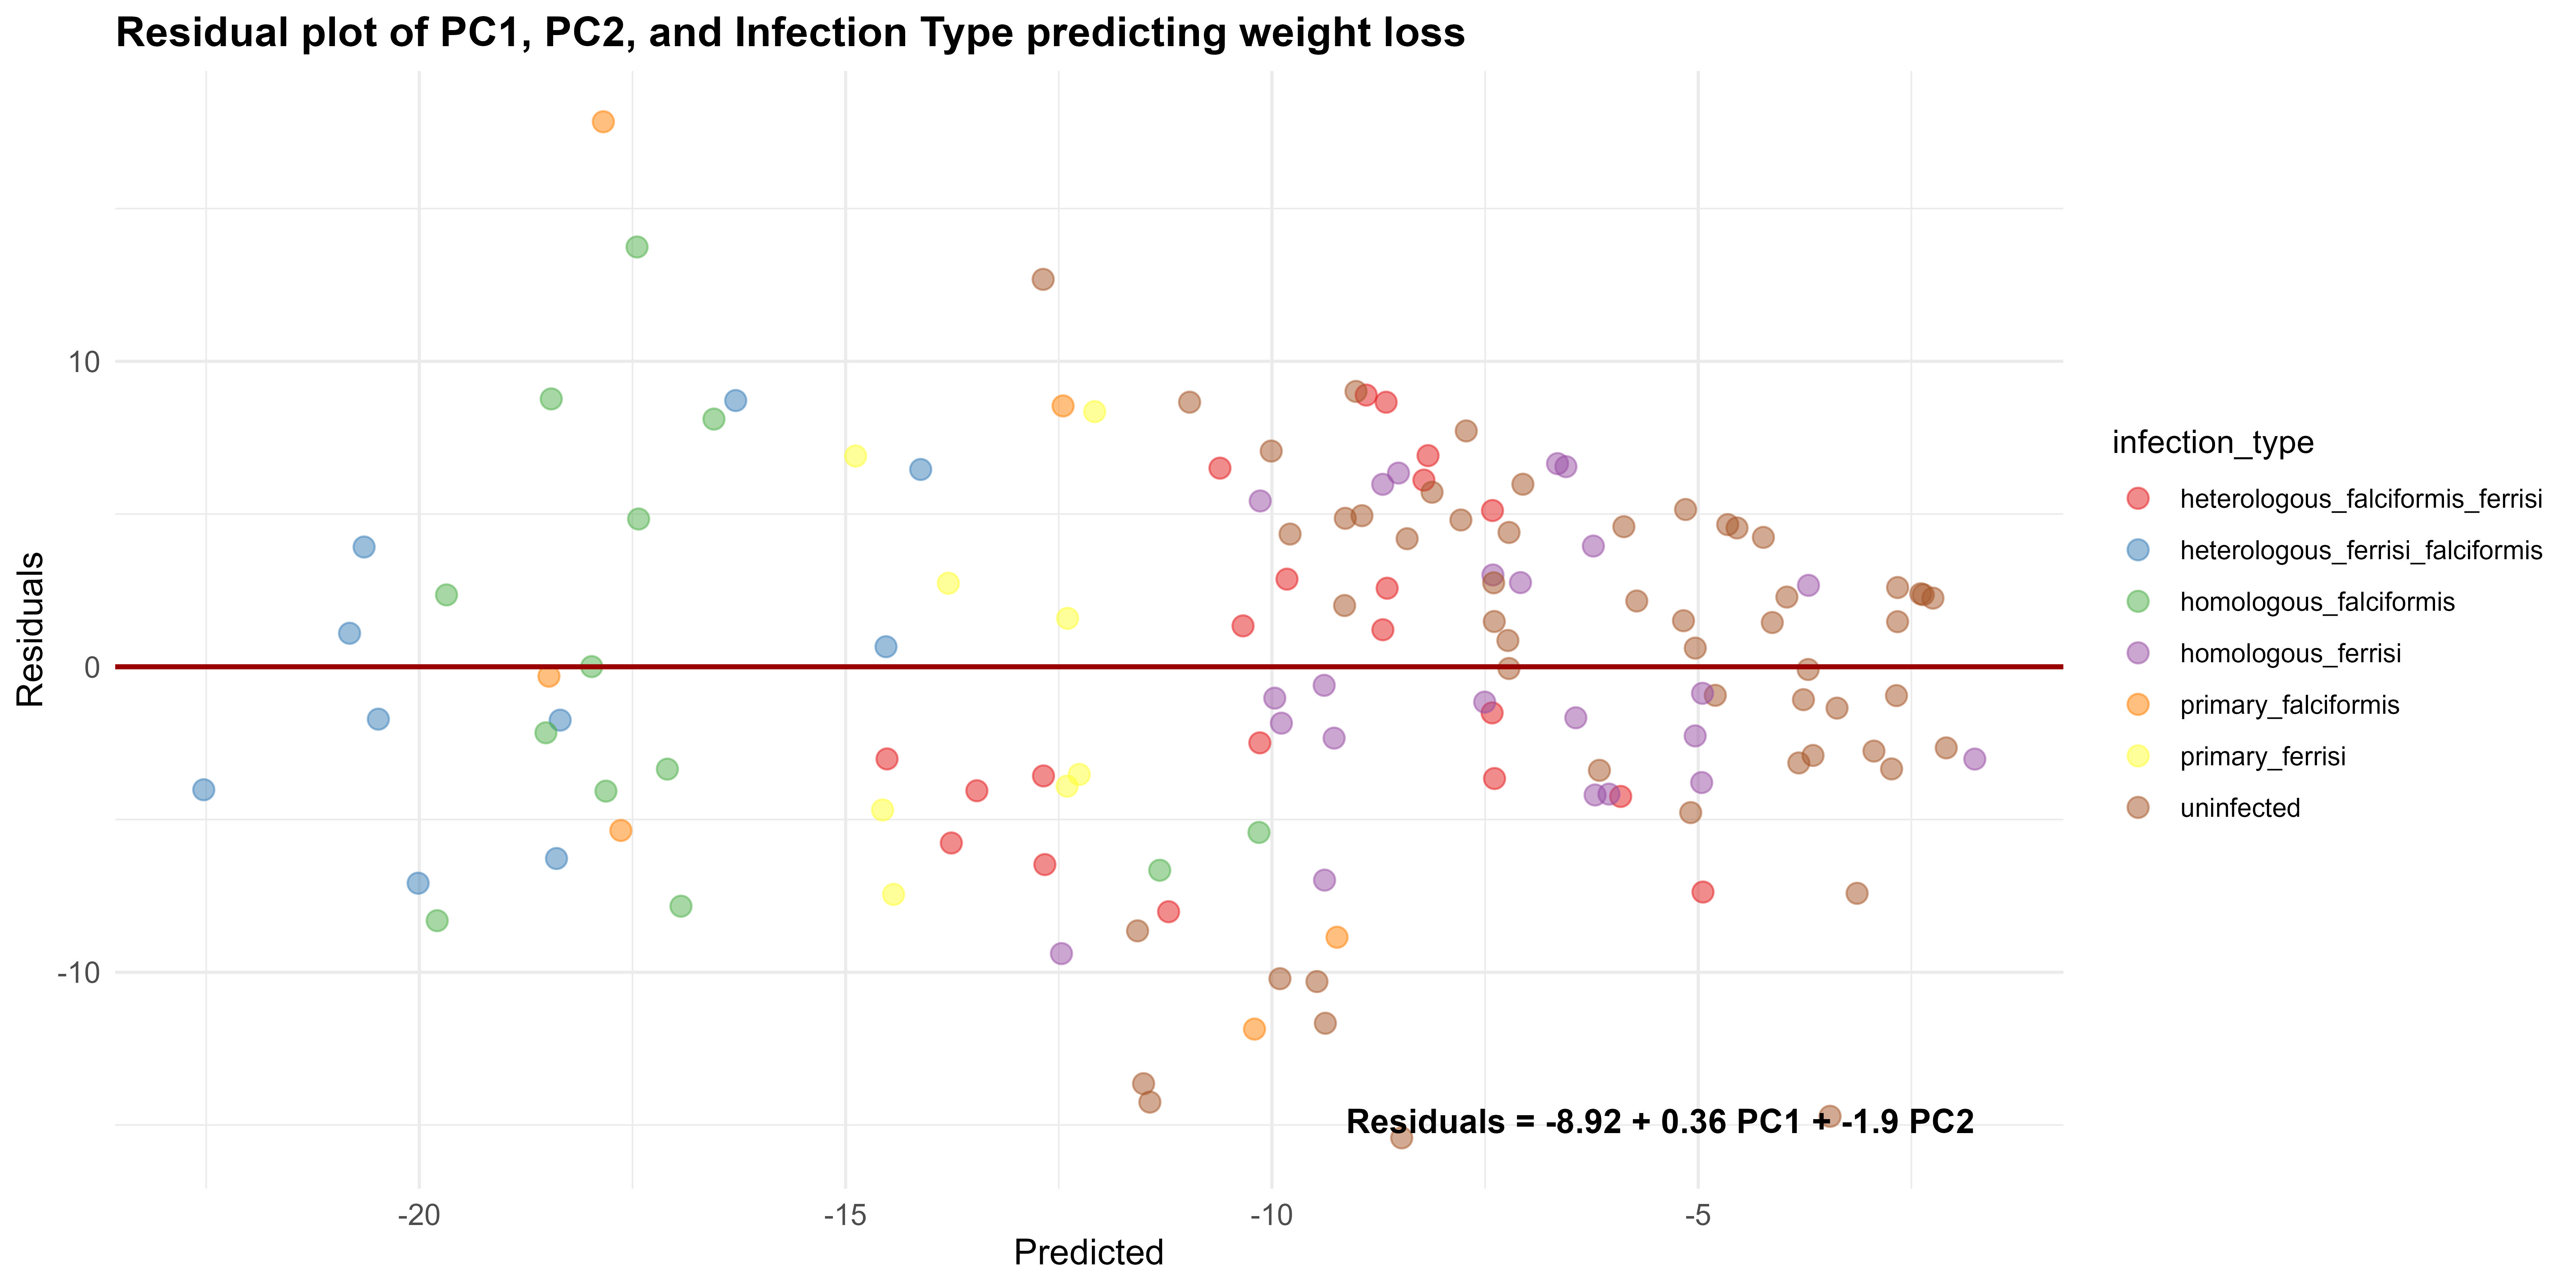 Residual plot of PC1, PC2, and Infection Type predicting weight loss
10
0
-10
Residuals
-20
-15
-10
-5
Predicted
Residuals = -8.92 + 0.36 PC1 + -1.9 PC2
infection_type
heterologous_falciformis_ferrisi
heterologous_ferrisi_falciformis
homologous_falciformis
homologous_ferrisi
primary_falciformis
primary_ferrisi
uninfected